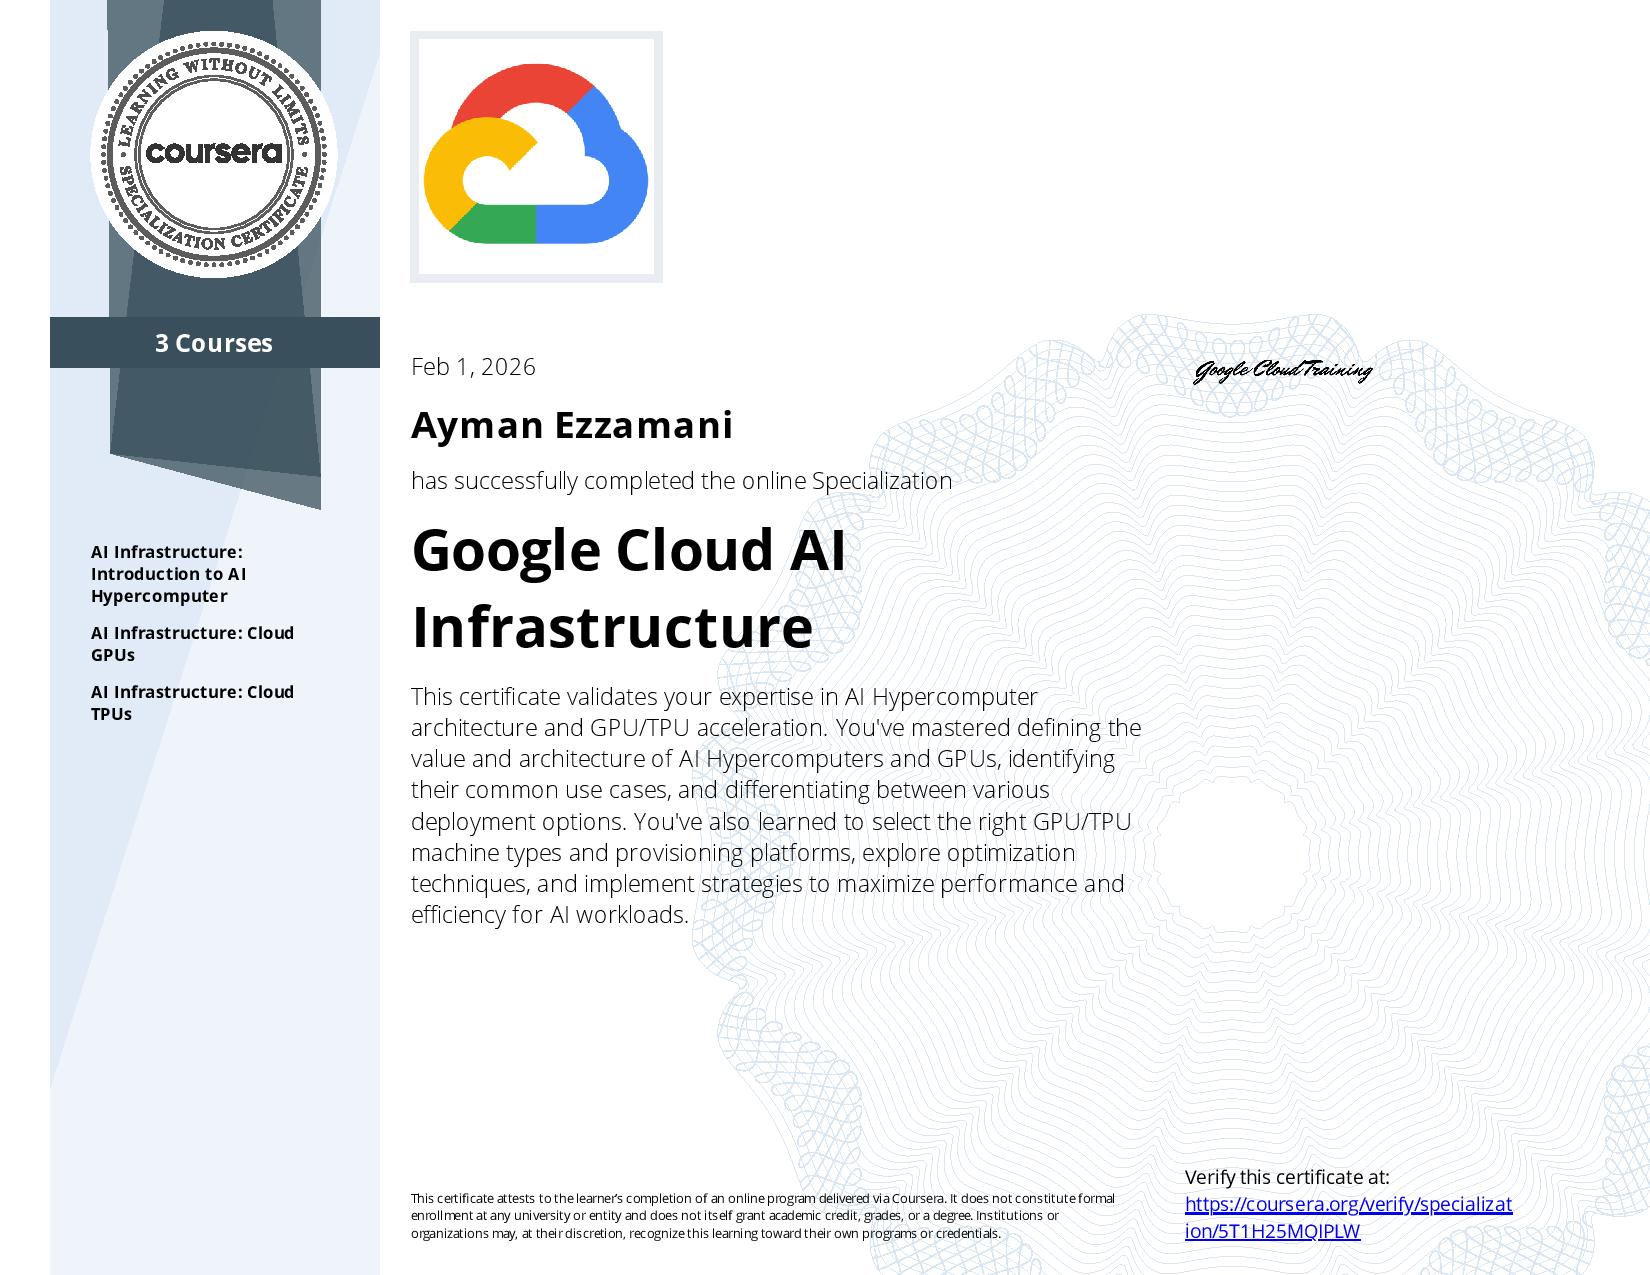 LEARNING WITHOUT LIMITS
coursera
SPECIALIZATION CERTIFICATE
3 Courses
AI Infrastructure:
Introduction to AI
Hypercomputer
AI Infrastructure: Cloud
GPUs
AI Infrastructure: Cloud
TPUs
Feb 1, 2026
Ayman Ezzamani
has successfully completed the online Specialization
Google Cloud AI
Infrastructure
This certificate validates your expertise in AI Hypercomputer
architecture and GPU/TPU acceleration. You've mastered defining the
value and architecture of AI Hypercomputers and GPUs, identifying
their common use cases, and differentiating between various
deployment options. You've also learned to select the right GPU/TPU
machine types and provisioning platforms, explore optimization
techniques, and implement strategies to maximize performance and
efficiency for AI workloads.
Google Cloud Training
This certificate attests to the learner's completion of an online program delivered via Coursera. It does not constitute formal
enrollment at any university or entity and does not itself grant academic credit, grades, or a degree. Institutions or
organizations may, at their discretion, recognize this learning toward their own programs or credentials.
Verify this certificate at:
https://coursera.org/verify/specializat
ion/5T1H25MQIPLW